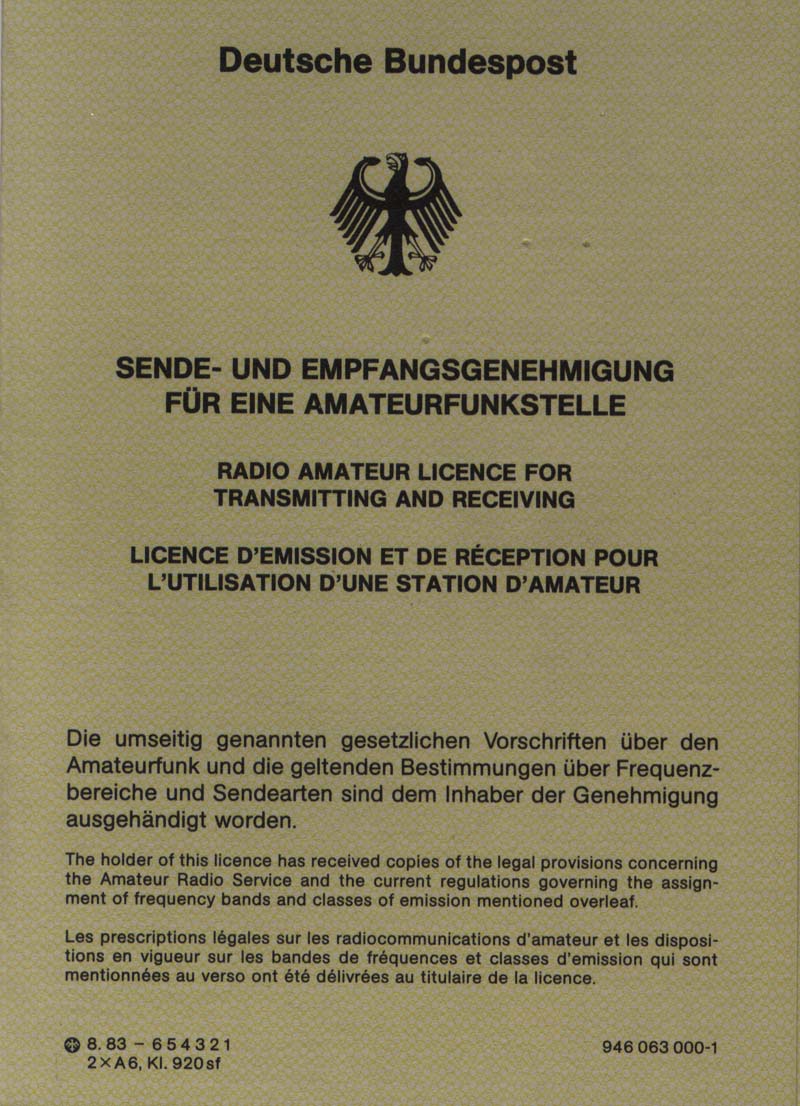 Deutsche Bundespost
SENDE- UND EMPFANGSGENEHMIGUNG
FÜR EINE AMATEURFUNKSTELLE
RADIO AMATEUR LICENCE FOR
TRANSMITTING AND RECEIVING
LICENCE D'EMISSION ET DE RÉCEPTION POUR
L'UTILISATION D'UNE STATION D'AMATEUR
Die umseitig genannten gesetzlichen Vorschriften über den
Amateurfunk und die geltenden Bestimmungen über Frequenz-
bereiche und Sendearten sind dem Inhaber der Genehmigung
ausgehändigt worden.
The holder of this licence has received copies of the legal provisions concerning
the Amateur Radio Service and the current regulations governing the assign-
ment of frequency bands and classes of emission mentioned overleaf.
Les prescriptions légales sur les radiocommunications d'amateur et les disposi-
tions en vigueur sur les bandes de fréquences et classes d'emission qui sont
mentionnées au verso ont été délivrées au titulaire de la licence.
8. 83 – 6 5 4 3 2 1
2 × A 6, Kl. 920 sf
946 063 000-1